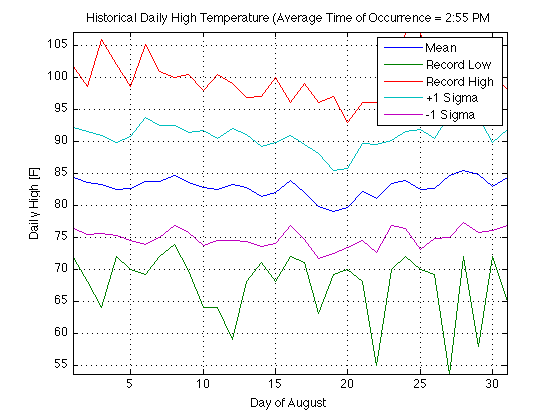 Historical Daily High Temperature (Average Time of Occurrence = 2:55 PM
Daily High [F]
105
100
95
90
85
80
75
70
65
60
55
Mean
Record Low
Record High
+1 Sigma
-1 Sigma
5
10
15
20
25
30
Day of August